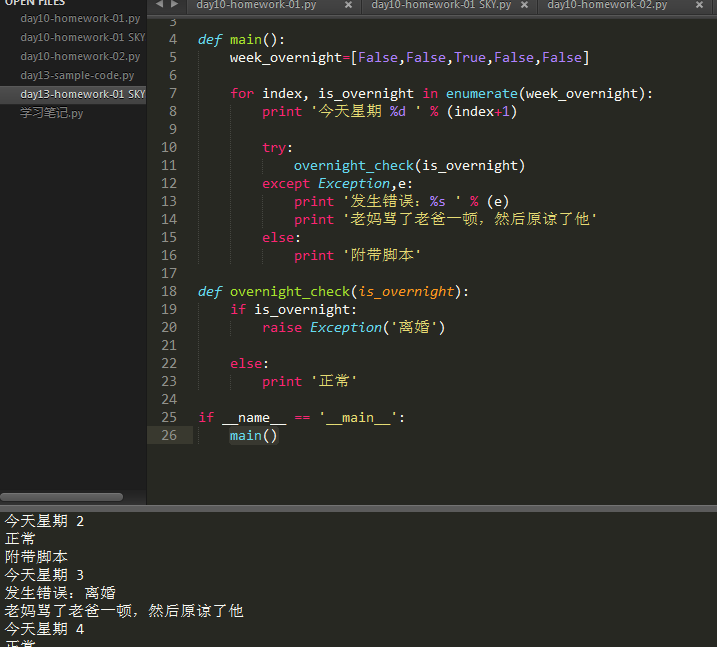 OPEN FILES
day10-homework-01.py
day10-homework-01 SKY
day10-homework-02.py
day13-sample-code.py
day13-homework-01 SKY
学习笔记.py
day10-homework-01.py × day10-homework-01 SKY.py × day10-homework-02.py ×
3
4 def main():
5 week_overnight=[False,False,True,False,False]
6
7 for index, is_overnight in enumerate(week_overnight):
8 print '今天星期 %d ' % (index+1)
9
10 try:
11 overnight_check(is_overnight)
12 except Exception,e:
13 print '发生错误：%s ' % (e)
14 print '老妈骂了老爸一顿，然后原谅了他'
15 else:
16 print '附带脚本'
17
18 def overnight_check(is_overnight):
19 if is_overnight:
20 raise Exception('离婚')
21
22 else:
23 print '正常'
24
25 if __name__ == '__main__':
26 main()
今天星期 2
正常
附带脚本
今天星期 3
发生错误：离婚
老妈骂了老爸一顿，然后原谅了他
今天星期 4
正常